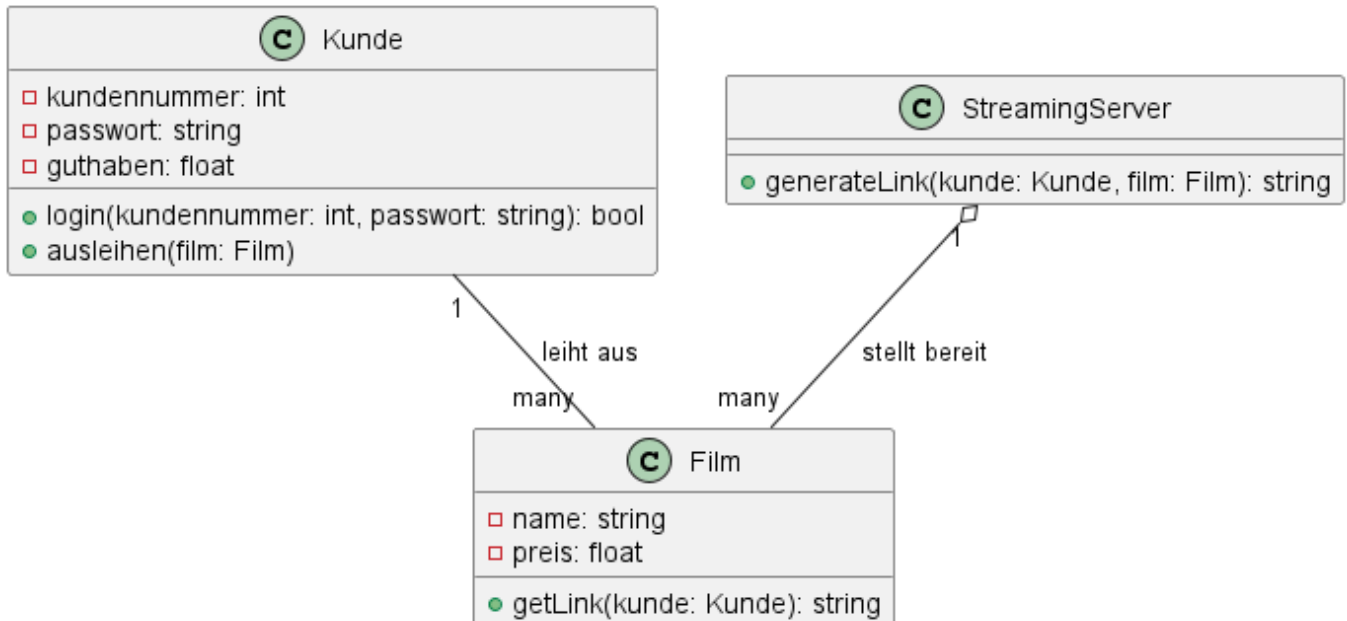 C Kunde
kundennummer: int
passwort: string
guthaben: float
login(kundennummer: int, passwort: string): bool
ausleihen(film: Film)
C StreamingServer
generateLink(kunde: Kunde, film: Film): string
1
1
leiht aus
stellt bereit
many
many
C Film
name: string
preis: float
getLink(kunde: Kunde): string